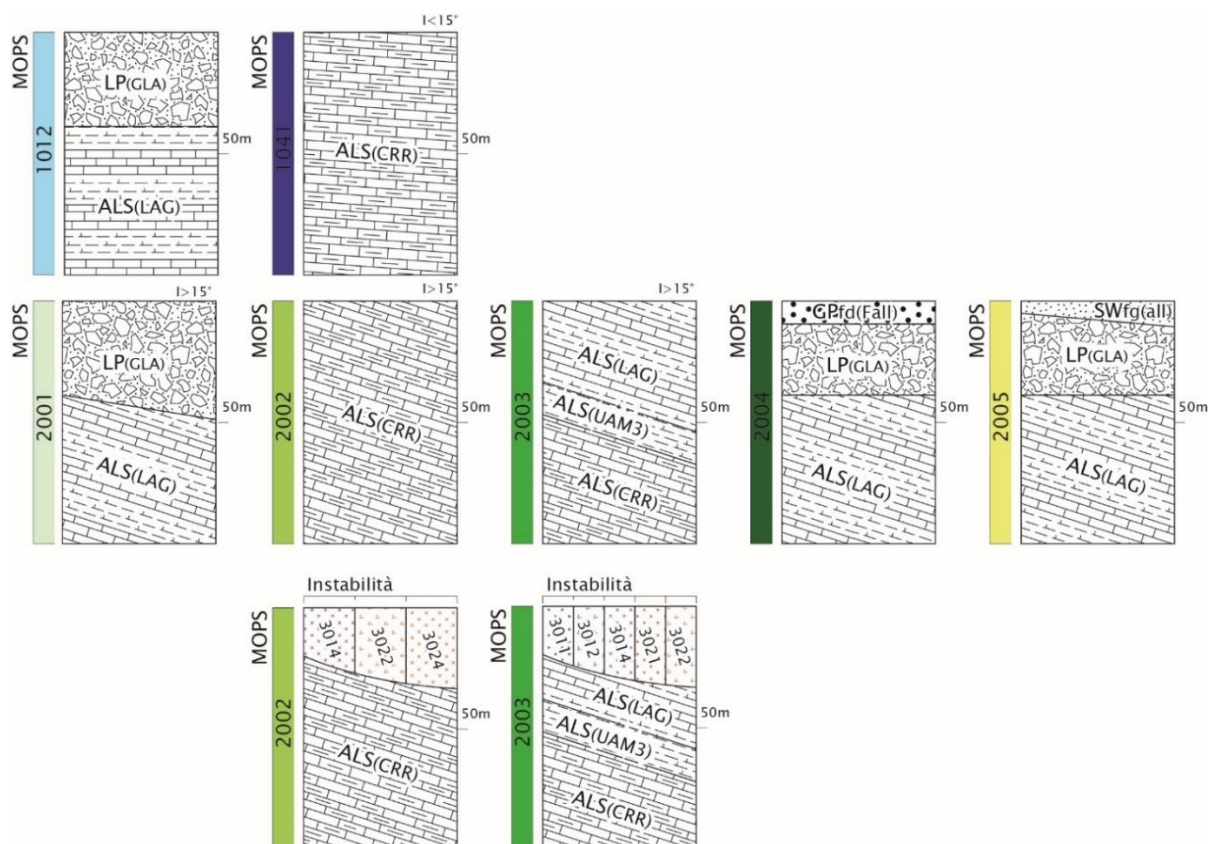 I<15°
MOPS
1012
LP(GLA)
50m
ALS(LAG)
MOPS
1041
ALS(CRR)
50m
I>15°
MOPS
2001
LP(GLA)
50m
ALS(LAG)
I>15°
MOPS
2002
ALS(CRR)
50m
I>15°
MOPS
2003
ALS(LAG)
ALS(UAM3)
ALS(CRR)
50m
MOPS
2004
GPfd(Fall)
LP(GLA)
50m
ALS(LAG)
MOPS
2005
SWfg(all)
LP(GLA)
50m
ALS(LAG)
Instabilità
MOPS
2002
3014 3022 3024
50m
ALS(CRR)
Instabilità
MOPS
2003
3011 3012 3014 3021 3022
ALS(LAG)
50m
ALS(UAM3)
ALS(CRR)